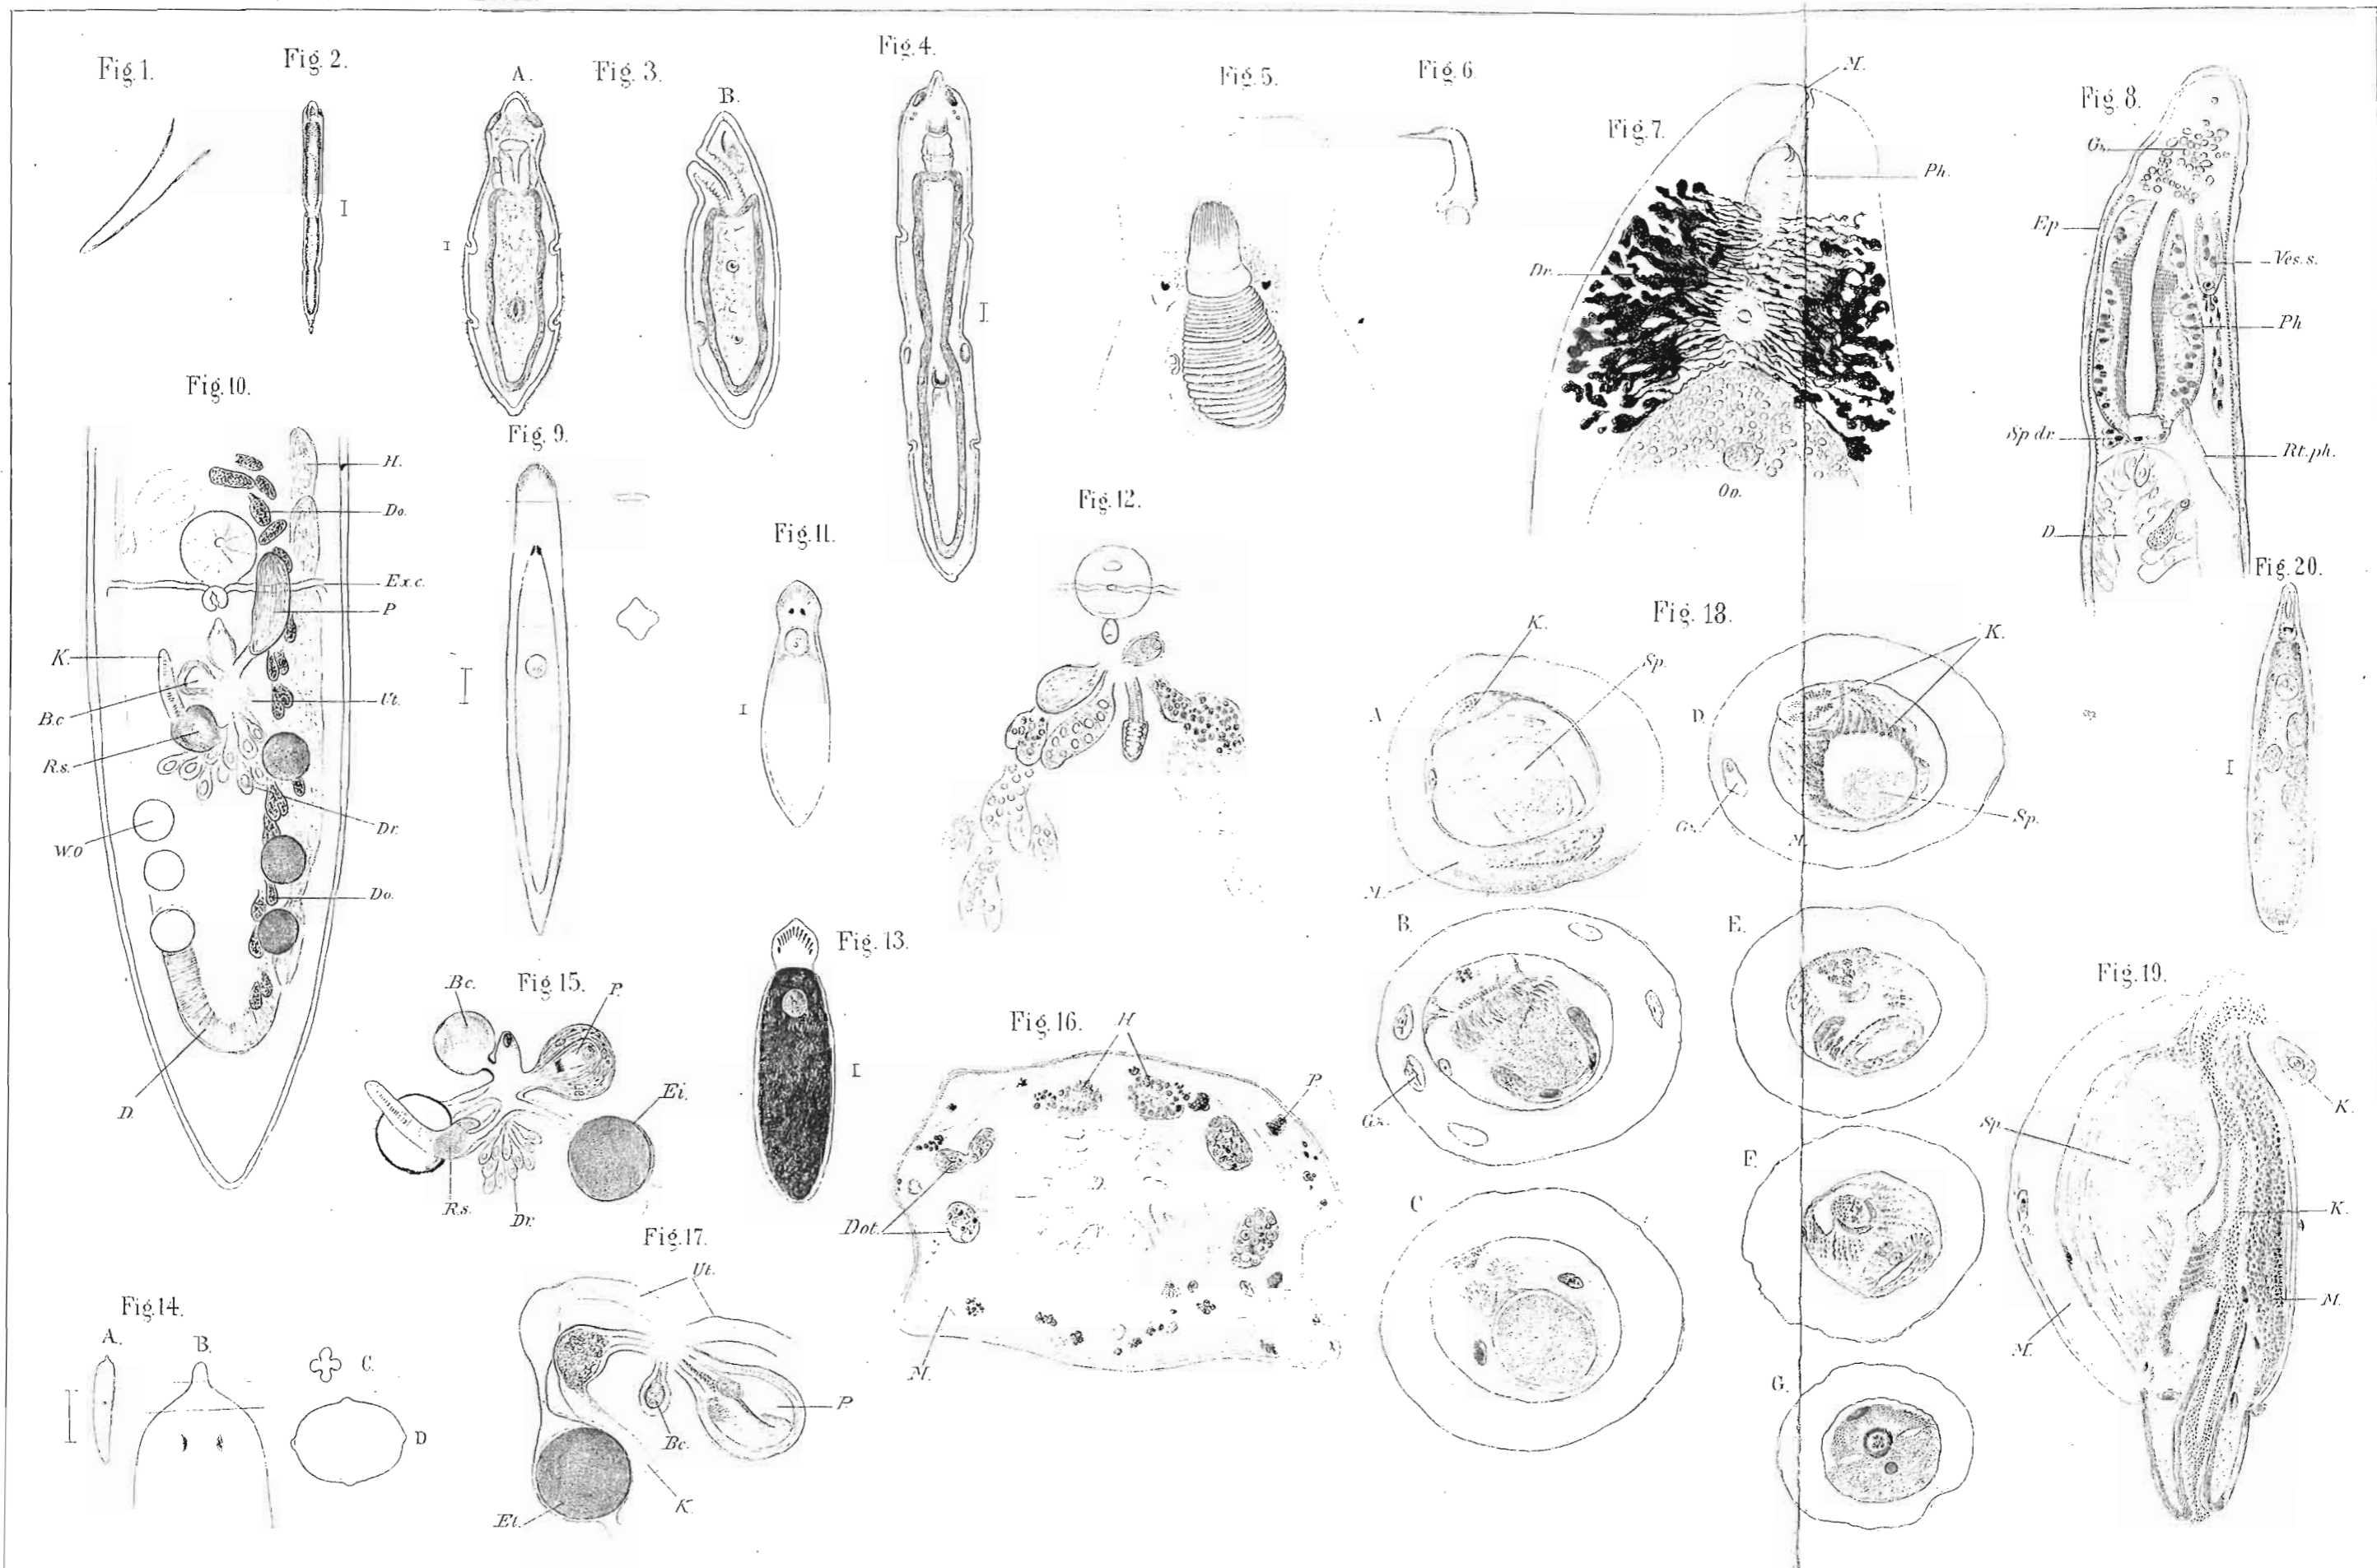 Fig. 1.
Fig. 2.
A.
Fig. 3.
B.
Fig. 4.
Fig. 5.
Fig. 6
Fig. 7.
M.
Ph.
Dr.
Oo.
Fig. 8.
Gz.
Ep
Ves. s.
Ph
Sp dr.
Rt. ph.
D.
Fig. 9.
Fig. 10.
H.
Do.
Ex. c.
P
K.
B.c
Ut.
R.s.
Dr.
W.O
Do.
D.
Fig. 11.
Fig. 12.
Fig. 13.
Fig. 14.
A.
B.
C.
D
Fig. 15.
Bc.
P.
Ei.
R.s.
Dr.
Fig. 16.
H
P.
D.
Dot.
M.
Fig. 17.
Ut.
P.
Bc.
K.
Ei.
Fig. 18.
K.
Sp.
A
M.
K.
D.
Gz.
Sp.
M.
B.
Gz.
C
E.
F.
G.
Fig. 19.
K.
Sp.
K.
M.
M.
Fig. 20.